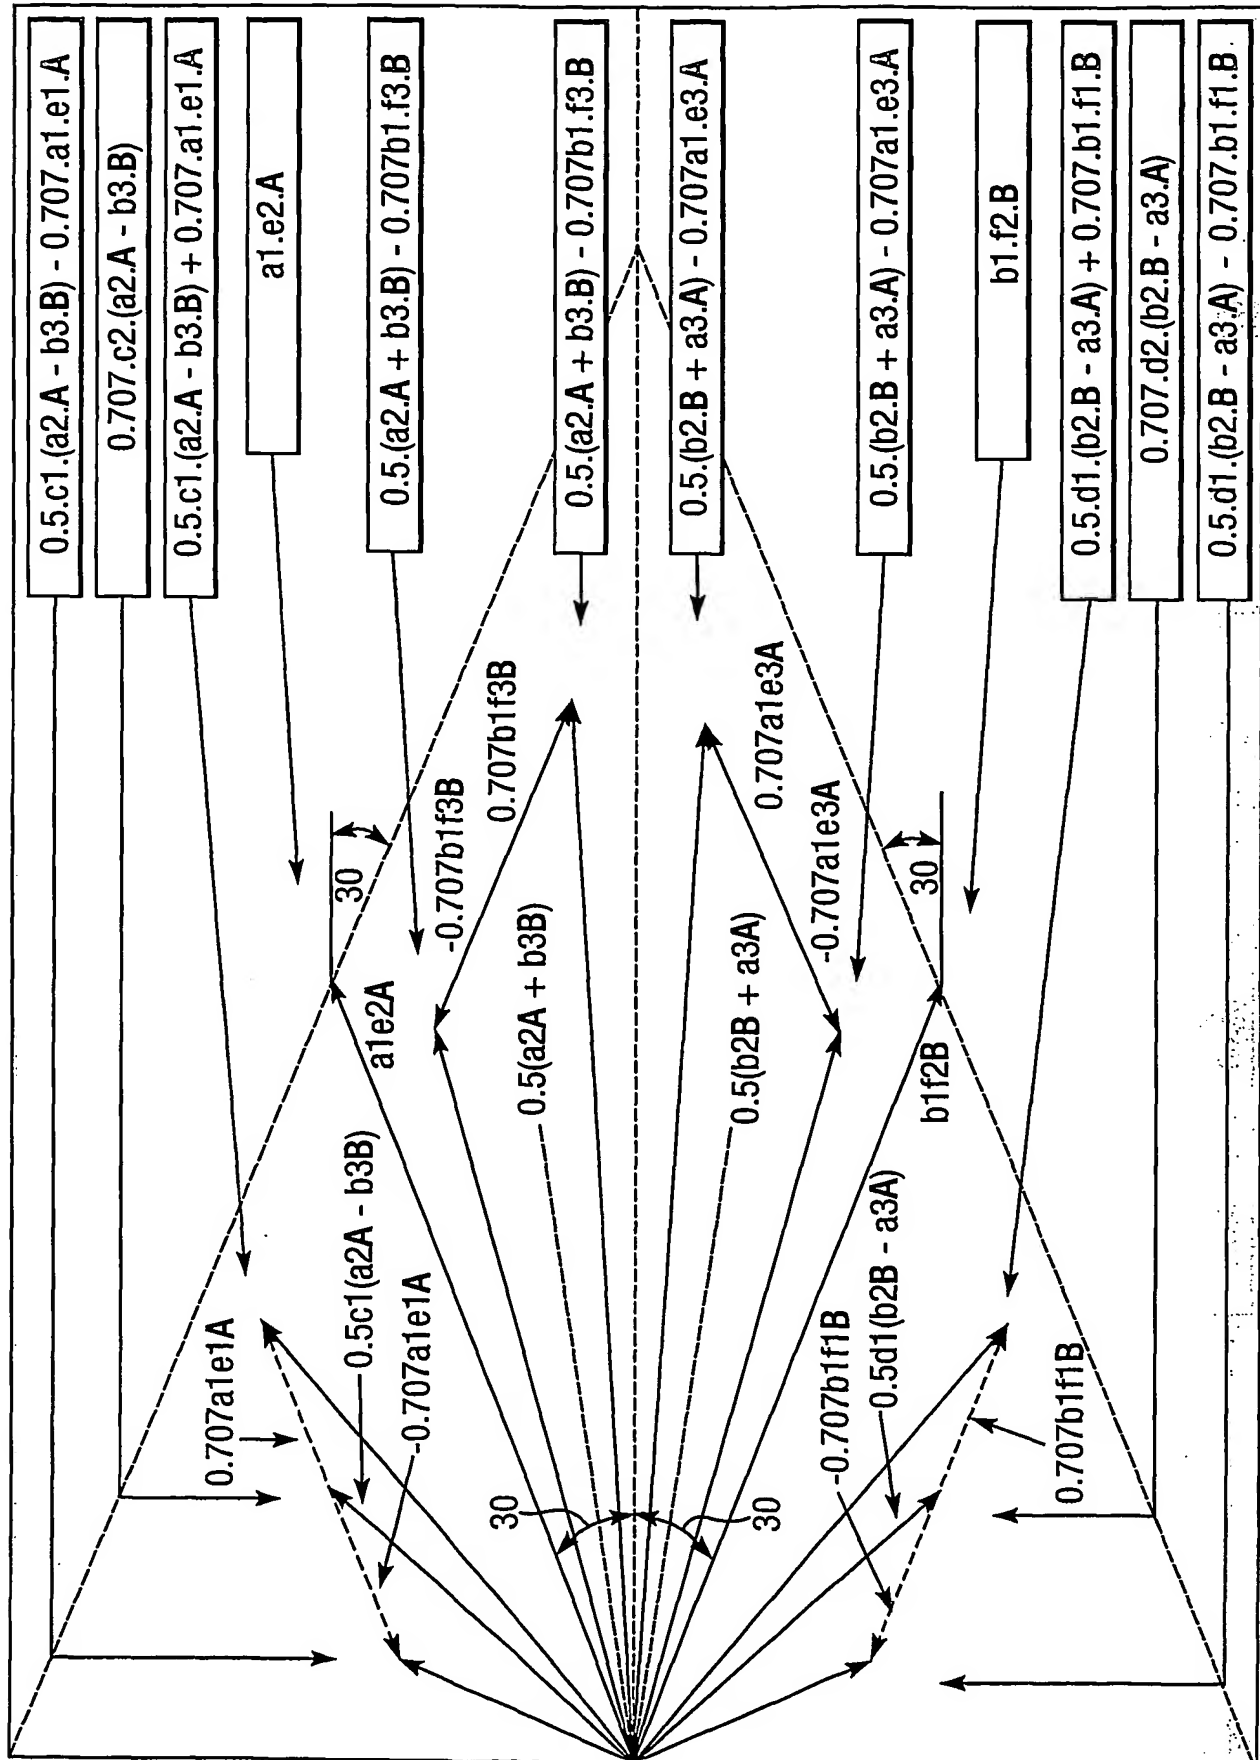 0.5.c1.(a2.A - b3.B) - 0.707.a1.e1.A
0.707.c2.(a2.A - b3.B)
0.5.c1.(a2.A - b3.B) + 0.707.a1.e1.A
a1.e2.A
0.5.(a2.A + b3.B) - 0.707b1.f3.B
0.5.(a2.A + b3.B) - 0.707b1.f3.B
0.5.(b2.B + a3.A) - 0.707a1.e3.A
0.5.(b2.B + a3.A) - 0.707a1.e3.A
b1.f2.B
0.5.d1.(b2.B - a3.A) + 0.707.b1.f1.B
0.707.d2.(b2.B - a3.A)
0.5.d1.(b2.B - a3.A) - 0.707.b1.f1.B
0.707a1e1A
0.5c1(a2A - b3B)
-0.707a1e1A
a1e2A
30
-0.707b1f3B
0.707b1f3B
0.5(a2A + b3B)
30
30
0.5(b2B + a3A)
0.707a1e3A
-0.707a1e3A
30
b1f2B
-0.707b1f1B
0.5d1(b2B - a3A)
0.707b1f1B